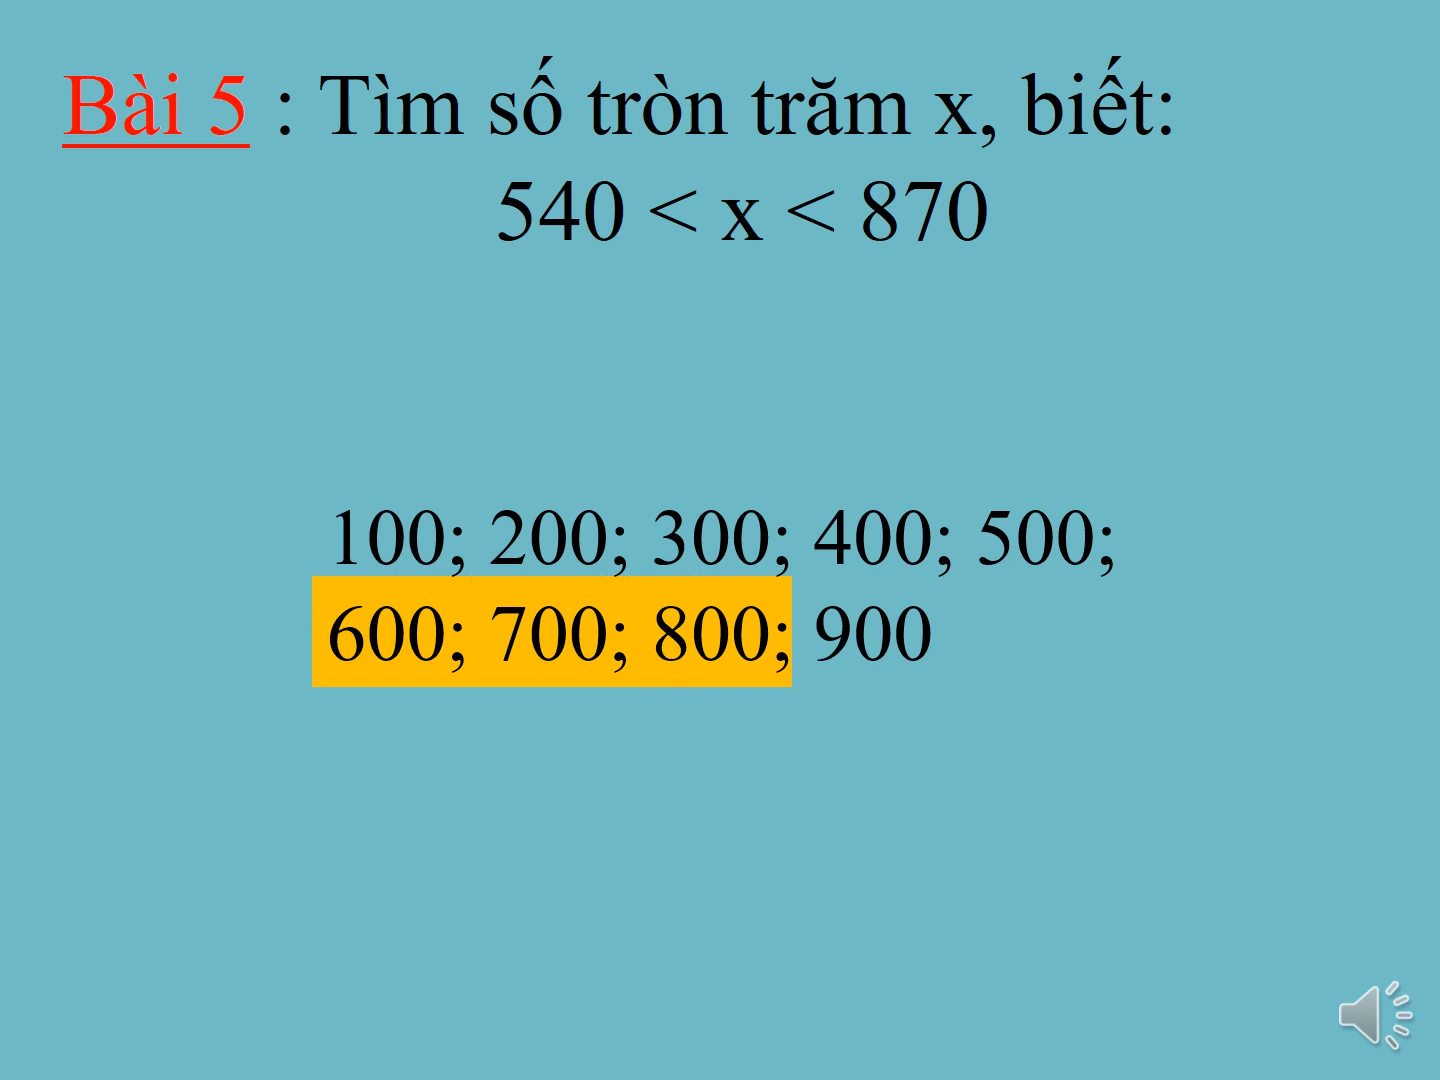 Bài 5 : Tìm số tròn trăm x, biết:
540 < x < 870
100; 200; 300; 400; 500;
600; 700; 800; 900